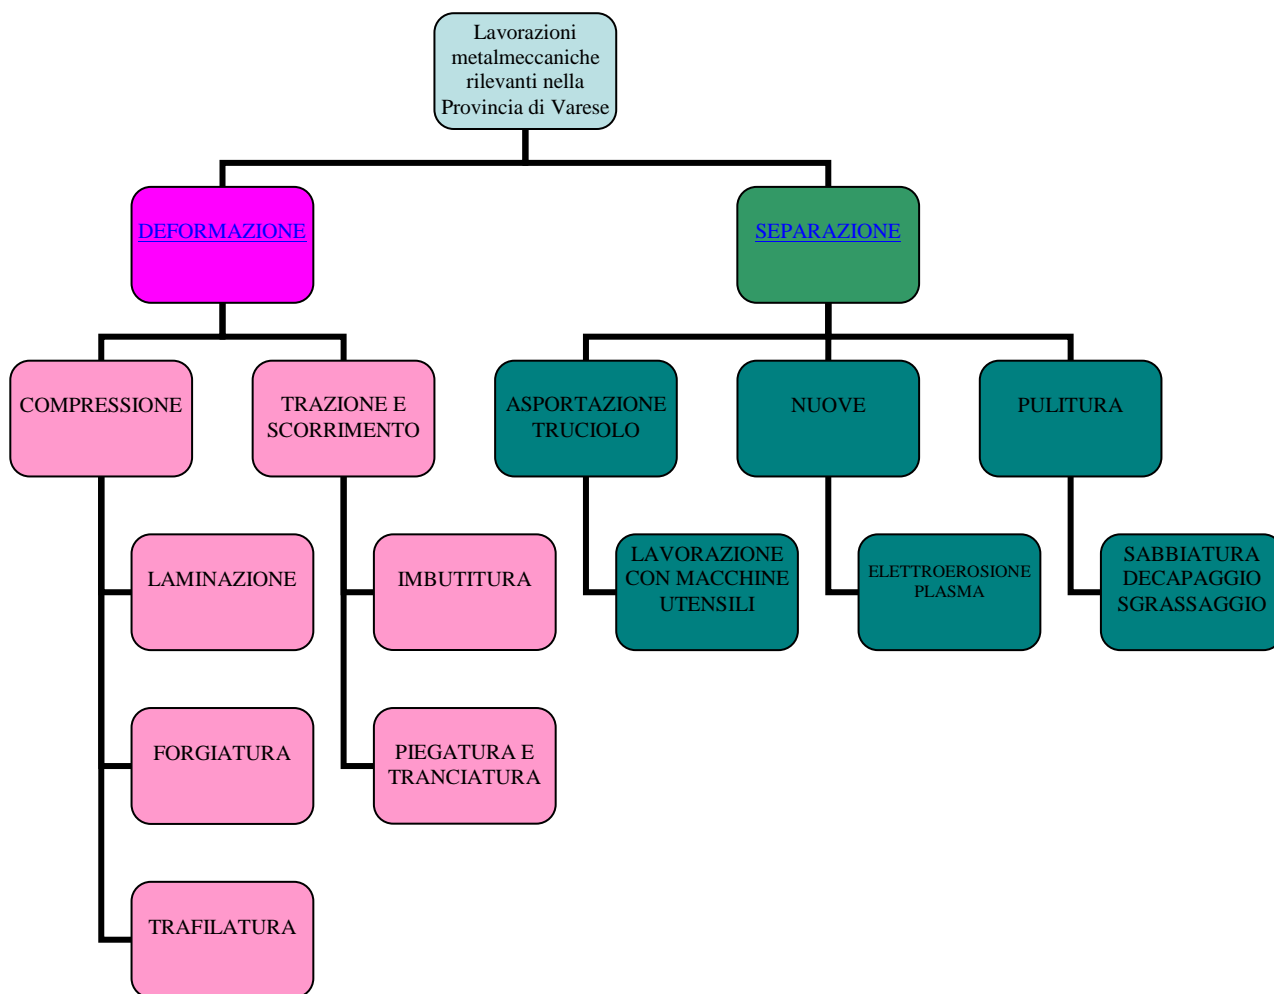 Lavorazioni
metalmeccaniche
rilevanti nella
Provincia di Varese
DEFORMAZIONE
SEPARAZIONE
COMPRESSIONE
TRAZIONE E
SCORRIMENTO
ASPORTAZIONE
TRUCIOLO
NUOVE
PULITURA
LAMINAZIONE
IMBUTITURA
LAVORAZIONE
CON MACCHINE
UTENSILI
ELETTROEROSIONE
PLASMA
SABBIATURA
DECAPAGGIO
SGRASSAGGIO
FORGIATURA
PIEGATURA E
TRANCIATURA
TRAFILATURA